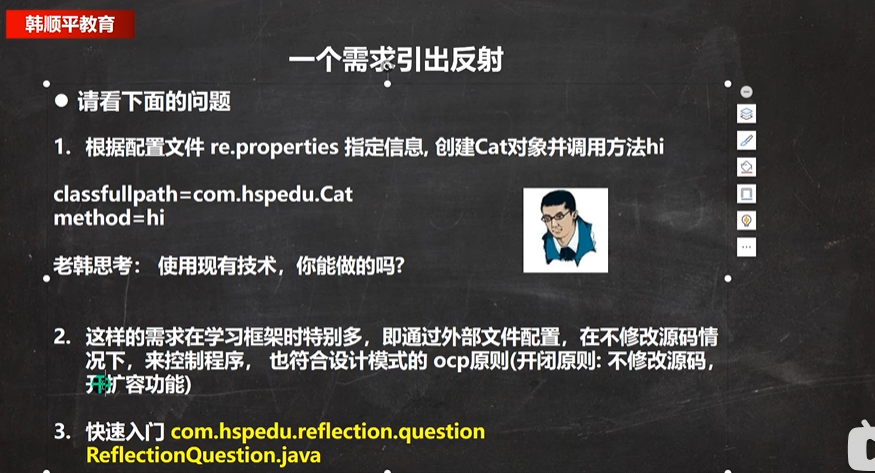 韩顺平教育
一个需求引出反射
● 请看下面的问题
1. 根据配置文件 re.properties 指定信息, 创建Cat对象并调用方法hi
classfullpath=com.hspedu.Cat
method=hi
老韩思考： 使用现有技术，你能做的吗?
2. 这样的需求在学习框架时特别多，即通过外部文件配置，在不修改源码情
况下，来控制程序， 也符合设计模式的 ocp原则(开闭原则: 不修改源码，
扩容功能)
3. 快速入门 com.hspedu.reflection.question
ReflectionQuestion.java